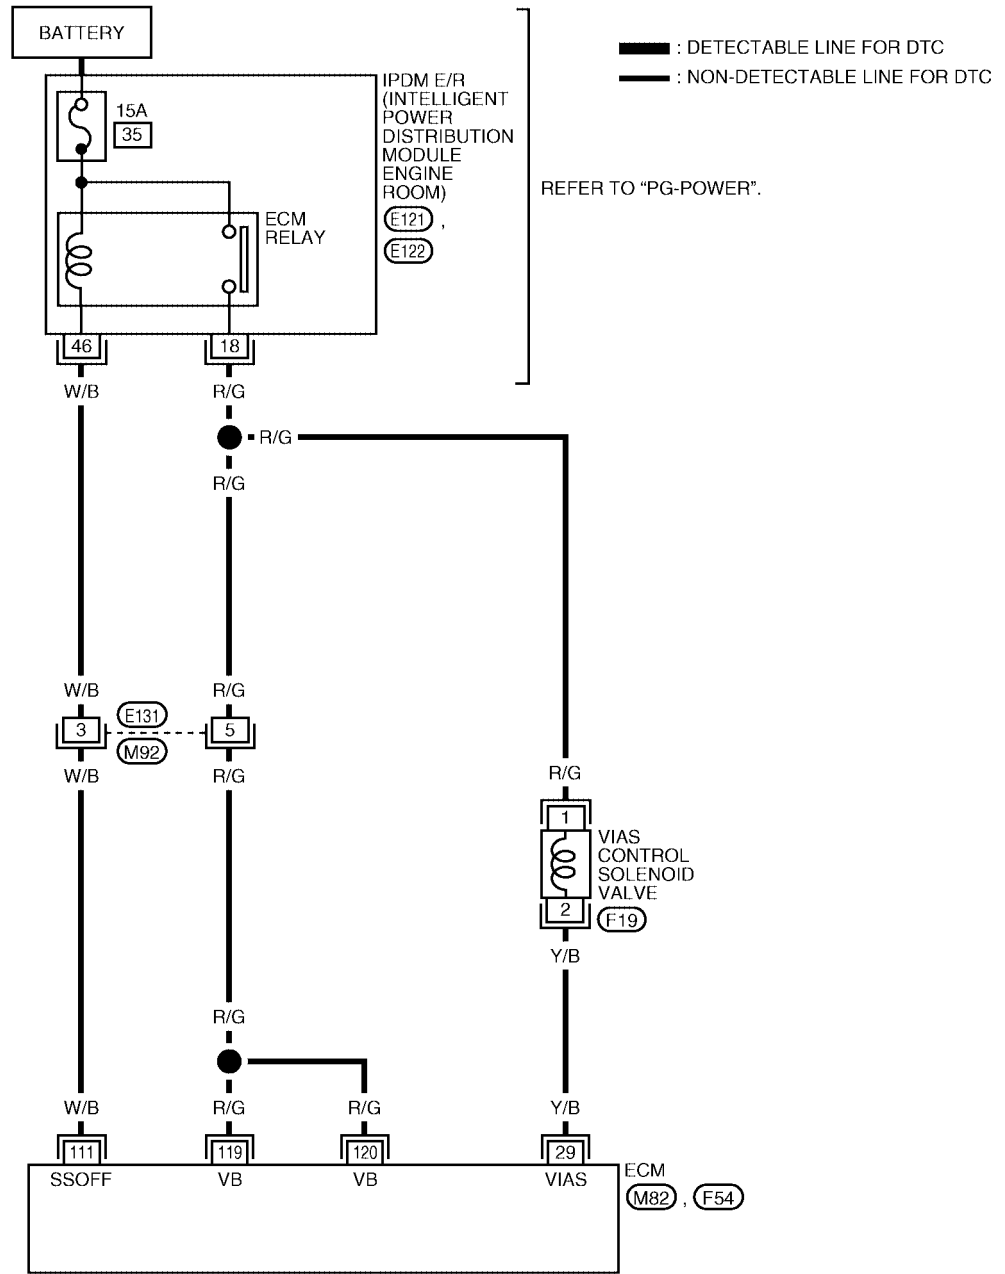 BATTERY
: DETECTABLE LINE FOR DTC
: NON-DETECTABLE LINE FOR DTC
15A
35
IPDM E/R
(INTELLIGENT
POWER
DISTRIBUTION
MODULE
ENGINE
ROOM)
E121 ,
E122
REFER TO “PG-POWER”.
ECM
RELAY
46
18
W/B
R/G
R/G
R/G
W/B
R/G
3
E131
M92
5
W/B
R/G
R/G
1
VIAS
CONTROL
SOLENOID
VALVE
2
F19
Y/B
R/G
W/B
R/G
R/G
Y/B
111
119
120
29
SSOFF
VB
VB
VIAS
ECM
M82 , F54